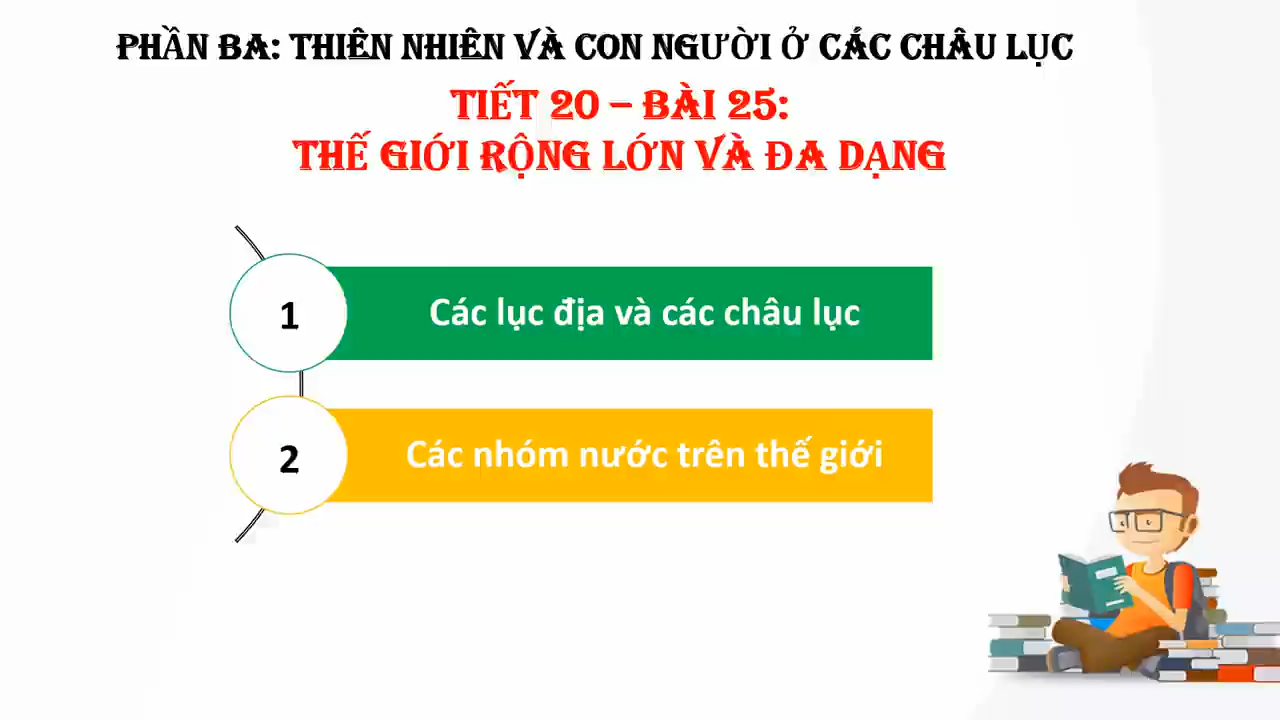 PHẦN BA: THIÊN NHIÊN VÀ CON NGƯỜI Ở CÁC CHÂU LỤC
TIẾT 20 – BÀI 25:
THẾ GIỚI RỘNG LỚN VÀ ĐA DẠNG
1
Các lục địa và các châu lục
2
Các nhóm nước trên thế giới